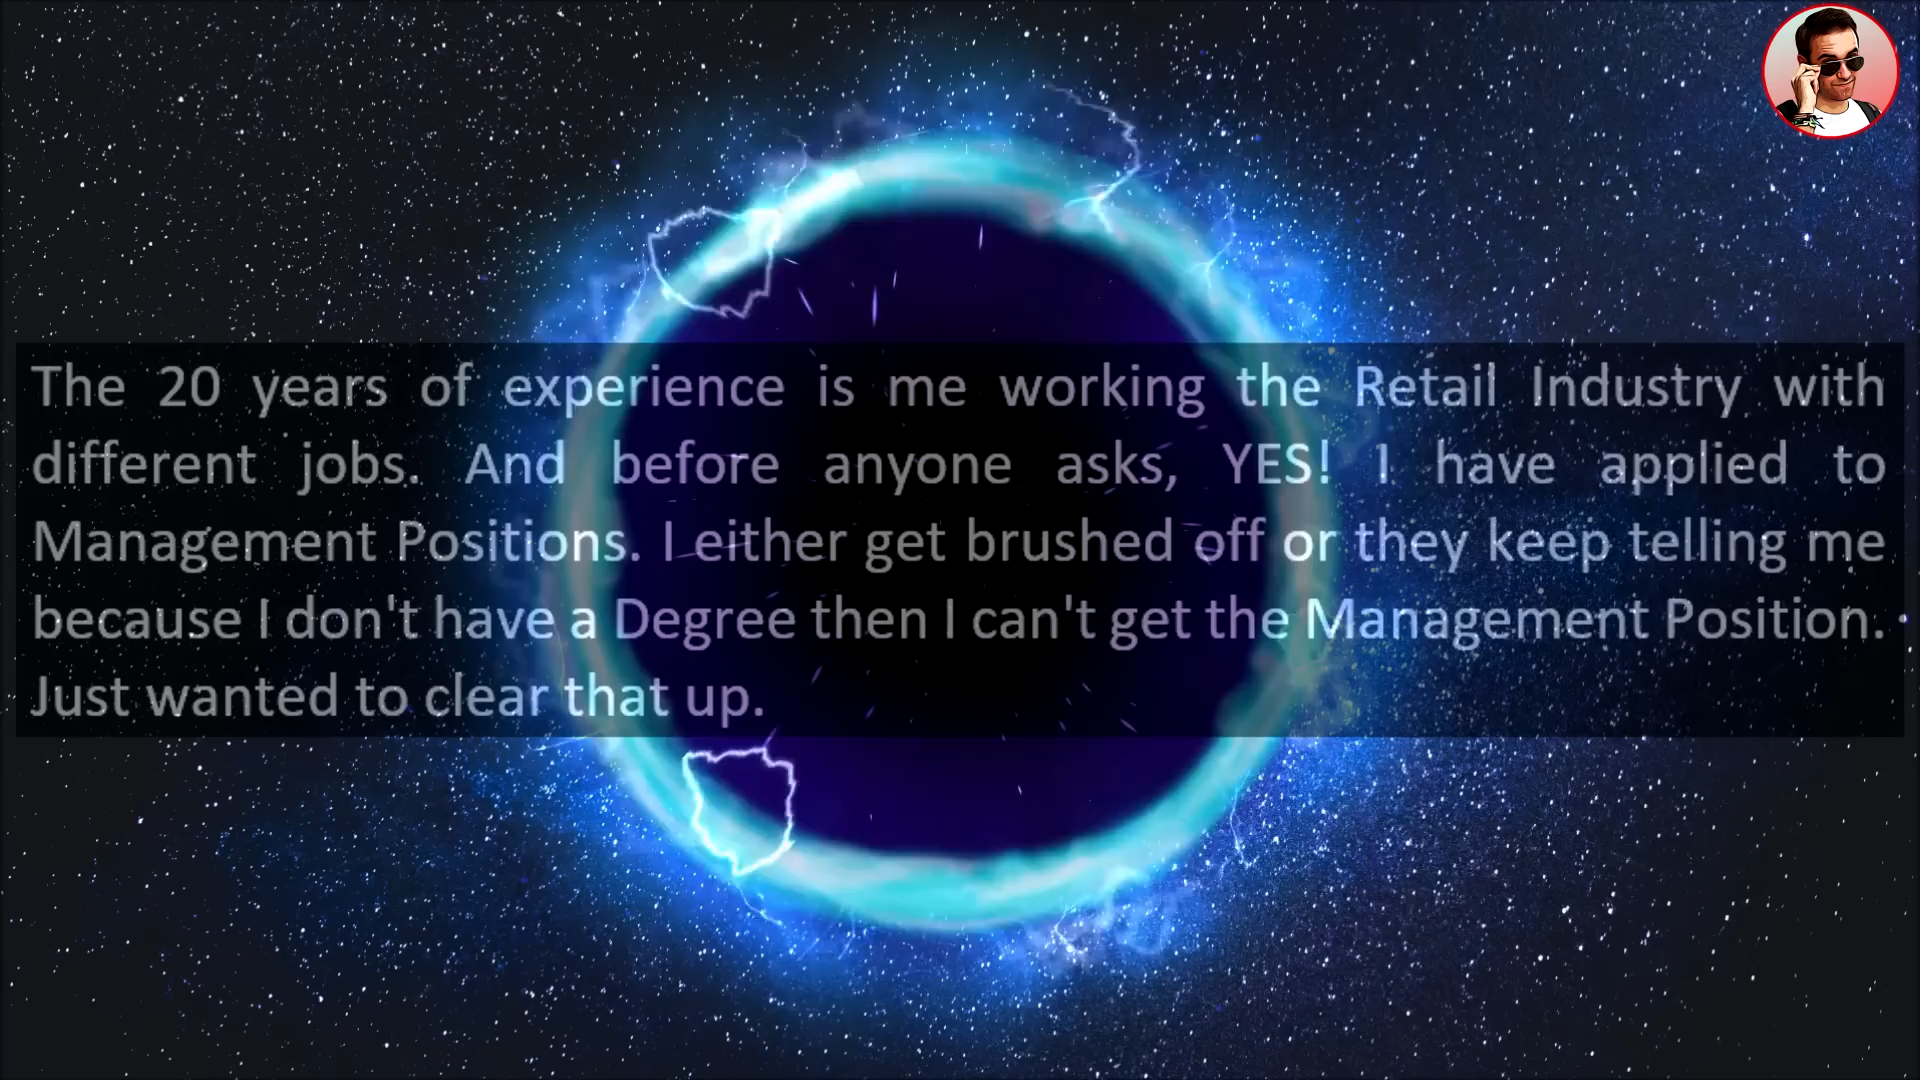 The 20 years of experience is me working the Retail Industry with
different jobs. And before anyone asks, YES! I have applied to
Management Positions. I either get brushed off or they keep telling me
because I don't have a Degree then I can't get the Management Position.
Just wanted to clear that up.